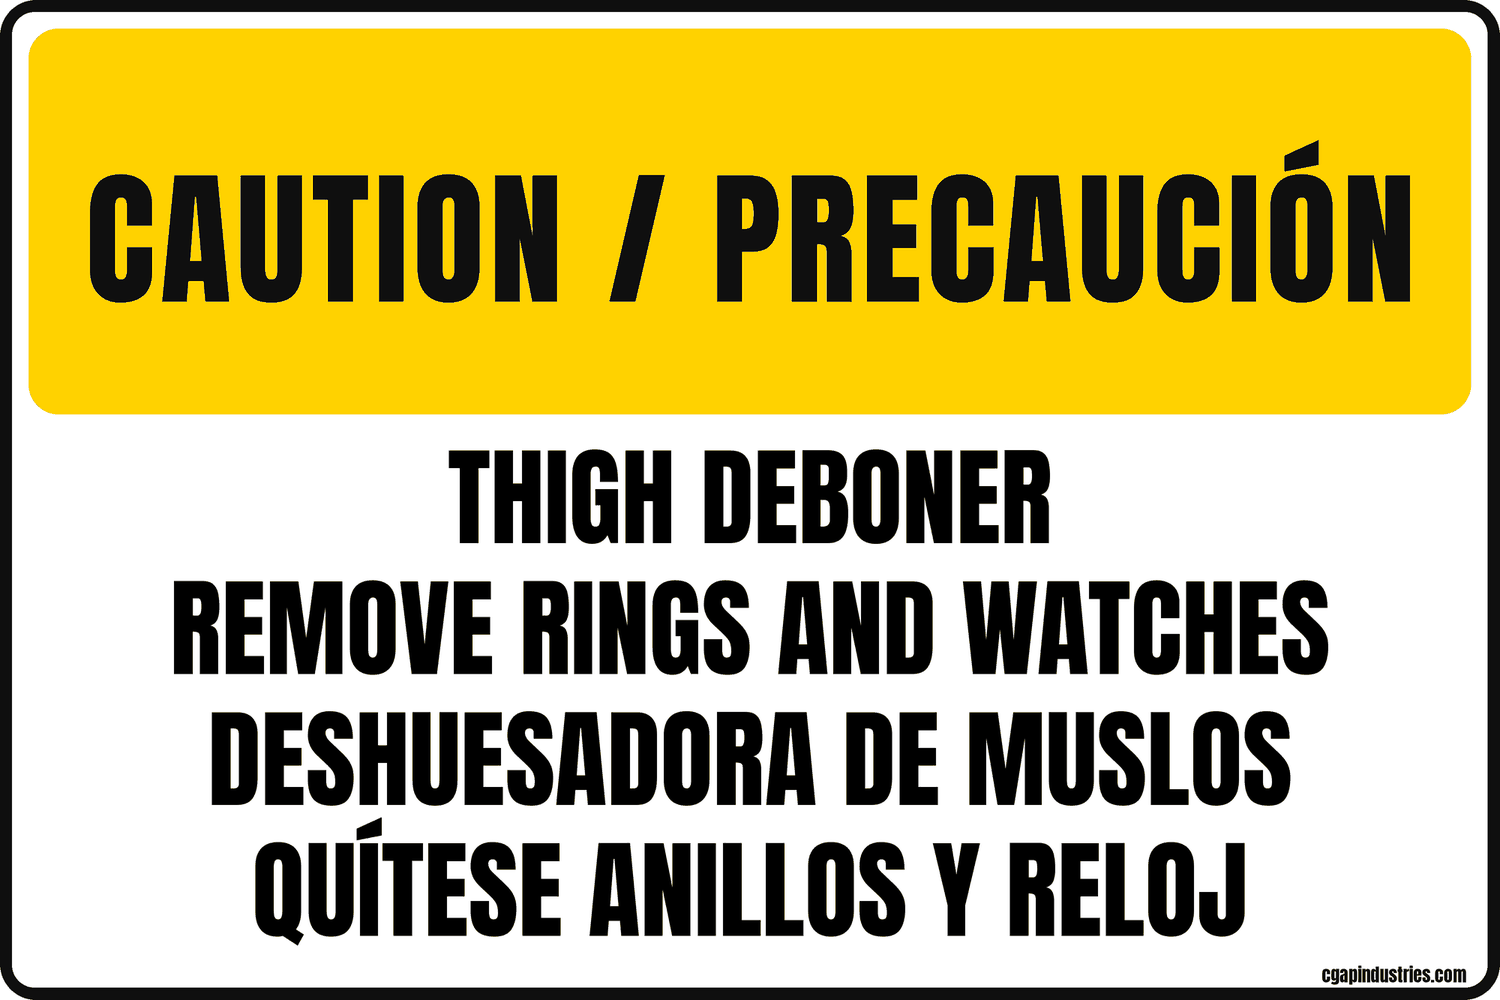 CAUTION / PRECAUCIÓN
THIGH DEBONER
REMOVE RINGS AND WATCHES
DESHUESADORA DE MUSLOS
QUÍTESE ANILLOS Y RELOJ
cgapindustries.com